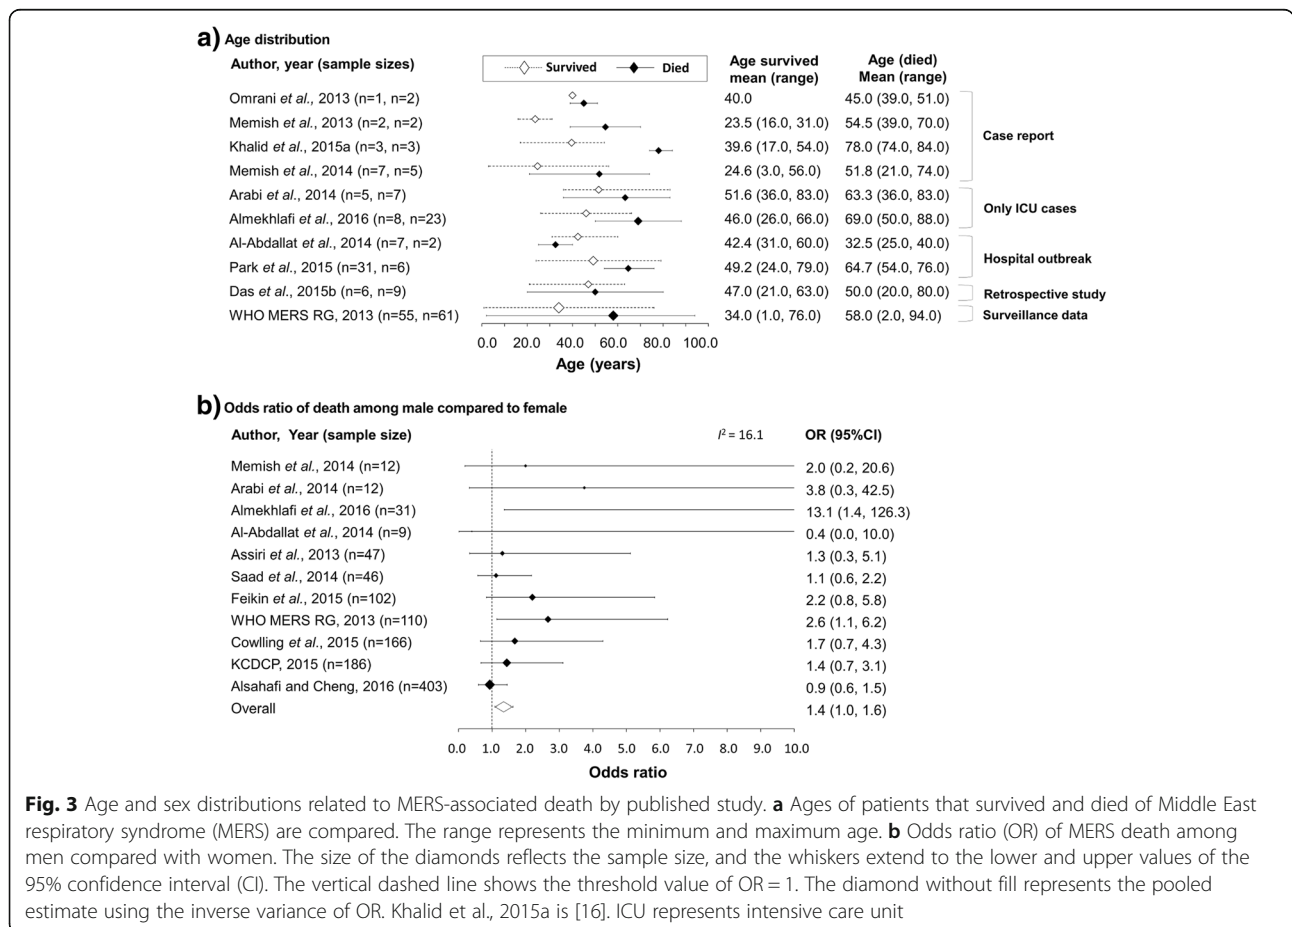 a) Age distribution
Author, year (sample sizes)
Survived Died
Age survived mean (range)
Age (died) Mean (range)
Omrani et al., 2013 (n=1, n=2) 40.0 45.0 (39.0, 51.0)
Memish et al., 2013 (n=2, n=2) 23.5 (16.0, 31.0) 54.5 (39.0, 70.0)
Case report
Khalid et al., 2015a (n=3, n=3) 39.6 (17.0, 54.0) 78.0 (74.0, 84.0)
Memish et al., 2014 (n=7, n=5) 24.6 (3.0, 56.0) 51.8 (21.0, 74.0)
Arabi et al., 2014 (n=5, n=7) 51.6 (36.0, 83.0) 63.3 (36.0, 83.0)
Only ICU cases
Almekhlafi et al., 2016 (n=8, n=23) 46.0 (26.0, 66.0) 69.0 (50.0, 88.0)
Al-Abdallat et al., 2014 (n=7, n=2) 42.4 (31.0, 60.0) 32.5 (25.0, 40.0)
Hospital outbreak
Park et al., 2015 (n=31, n=6) 49.2 (24.0, 79.0) 64.7 (54.0, 76.0)
Das et al., 2015b (n=6, n=9) 47.0 (21.0, 63.0) 50.0 (20.0, 80.0) Retrospective study
WHO MERS RG, 2013 (n=55, n=61) 34.0 (1.0, 76.0) 58.0 (2.0, 94.0) Surveillance data
0.0 20.0 40.0 60.0 80.0 100.0
Age (years)
b) Odds ratio of death among male compared to female
Author, Year (sample size) I² = 16.1 OR (95%CI)
Memish et al., 2014 (n=12) 2.0 (0.2, 20.6)
Arabi et al., 2014 (n=12) 3.8 (0.3, 42.5)
Almekhlafi et al., 2016 (n=31) 13.1 (1.4, 126.3)
Al-Abdallat et al., 2014 (n=9) 0.4 (0.0, 10.0)
Assiri et al., 2013 (n=47) 1.3 (0.3, 5.1)
Saad et al., 2014 (n=46) 1.1 (0.6, 2.2)
Feikin et al., 2015 (n=102) 2.2 (0.8, 5.8)
WHO MERS RG, 2013 (n=110) 2.6 (1.1, 6.2)
Cowlling et al., 2015 (n=166) 1.7 (0.7, 4.3)
KCDCP, 2015 (n=186) 1.4 (0.7, 3.1)
Alsahafi and Cheng, 2016 (n=403) 0.9 (0.6, 1.5)
Overall 1.4 (1.0, 1.6)
0.0 1.0 2.0 3.0 4.0 5.0 6.0 7.0 8.0 9.0 10.0
Odds ratio
Fig. 3 Age and sex distributions related to MERS-associated death by published study. a Ages of patients that survived and died of Middle East
respiratory syndrome (MERS) are compared. The range represents the minimum and maximum age. b Odds ratio (OR) of MERS death among
men compared with women. The size of the diamonds reflects the sample size, and the whiskers extend to the lower and upper values of the
95% confidence interval (CI). The vertical dashed line shows the threshold value of OR = 1. The diamond without fill represents the pooled
estimate using the inverse variance of OR. Khalid et al., 2015a is [16]. ICU represents intensive care unit